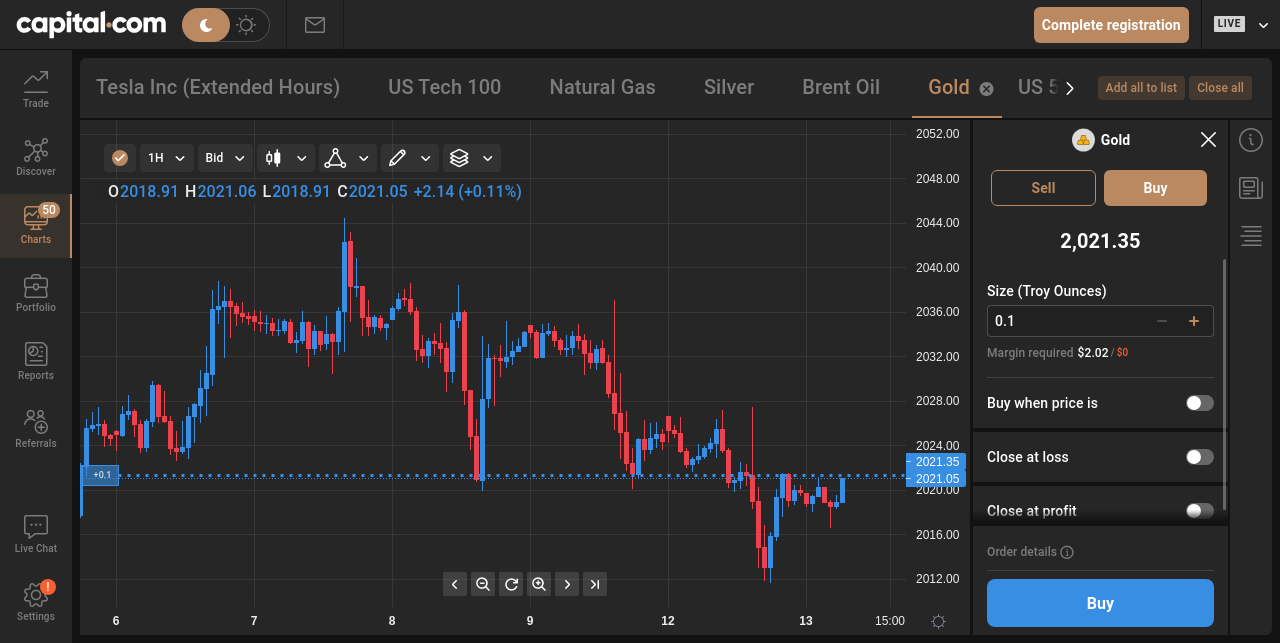 capital.com
Complete registration
LIVE
Trade
Discover
50
Charts
Portfolio
Reports
Referrals
Live Chat
!
Settings
Tesla Inc (Extended Hours)
US Tech 100
Natural Gas
Silver
Brent Oil
Gold
US 5
Add all to list
Close all
1H
Bid
O2018.91 H2021.06 L2018.91 C2021.05 +2.14 (+0.11%)
+0.1
2052.00
2048.00
2044.00
2040.00
2036.00
2032.00
2028.00
2024.00
2021.35
2021.05
2020.00
2016.00
2012.00
6
7
8
9
12
13
15:00
Gold
Sell
Buy
2,021.35
Size (Troy Ounces)
0.1
Margin required $2.02 / $0
Buy when price is
Close at loss
Close at profit
Order details
Buy